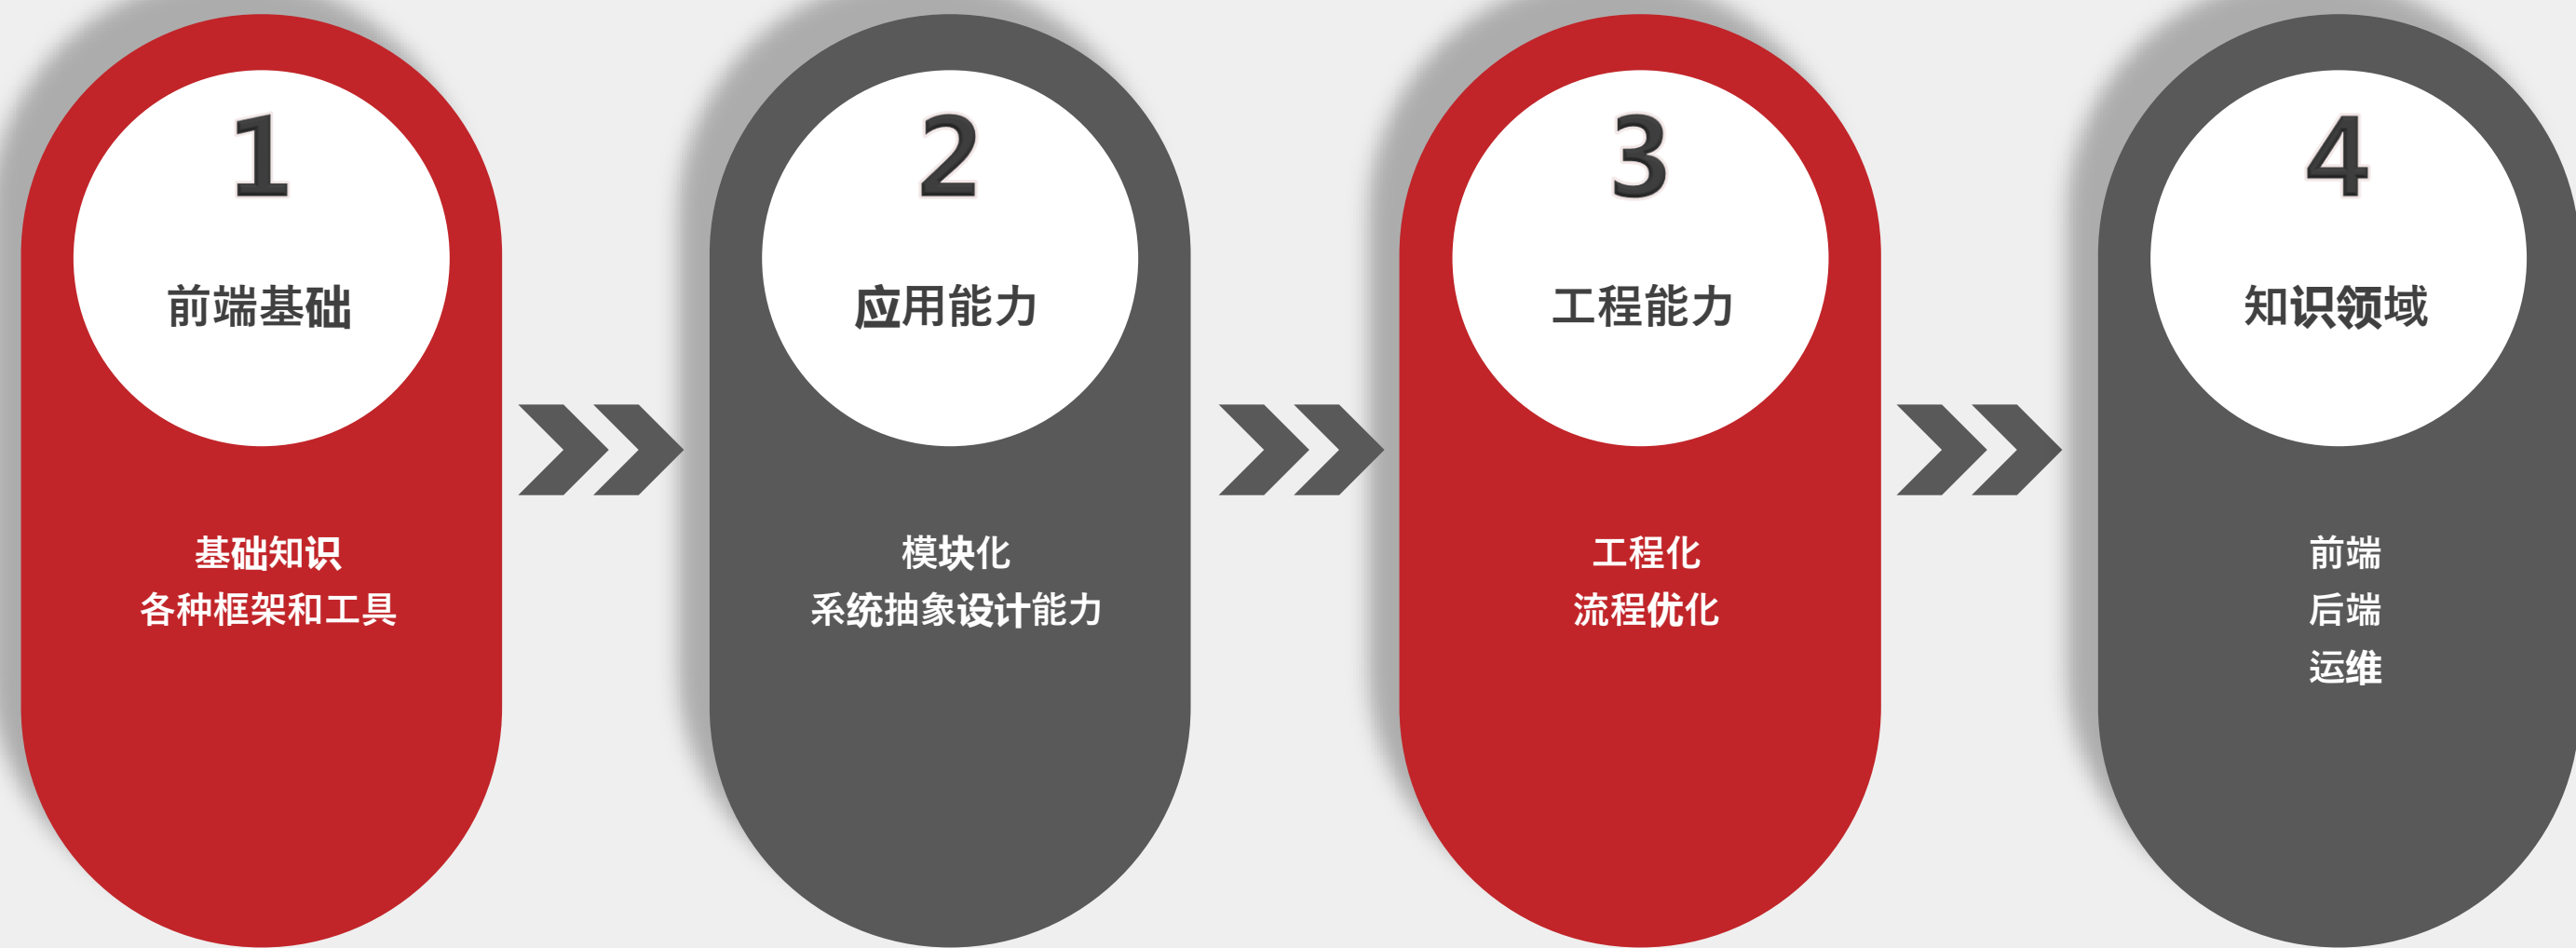 1
前端基础
基础知识
各种框架和工具
2
应用能力
模块化
系统抽象设计能力
3
工程能力
工程化
流程优化
4
知识领域
前端
后端
运维